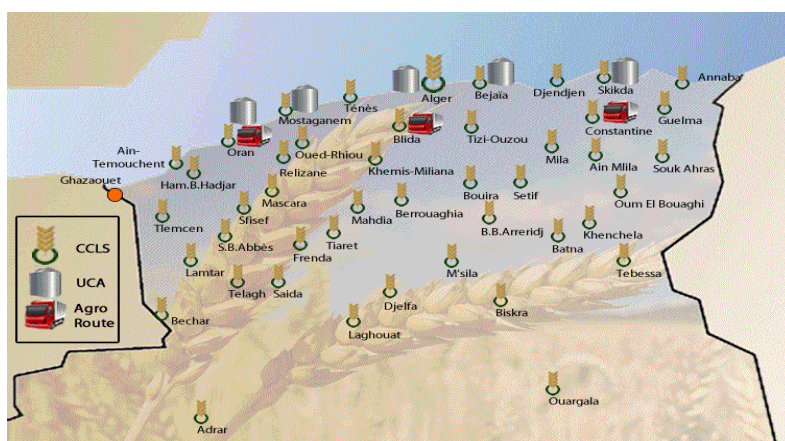 Annaba
Skikda
Djendjen
Bejaïa
Alger
Ténès
Mostaganem
Guelma
Constantine
Blida
Tizi-Ouzou
Oran
Oued-Rhiou
Ain-
Temouchent
Mila
Ain Mlila
Souk Ahras
Khemis-Miliana
Relizane
Ham.B.Hadjar
Ghazaouet
Bouira
Setif
Mascara
Oum El Bouaghi
Berrouaghia
Mahdia
Sfisef
Tlemcen
B.B.Arreridj
Khenchela
Batna
S.B.Abbès
Frenda
Tiaret
CCLS
Lamtar
M'sila
Tebessa
UCA
Telagh
Saida
Djelfa
Biskra
Agro
Route
Bechar
Laghouat
Ouargala
Adrar